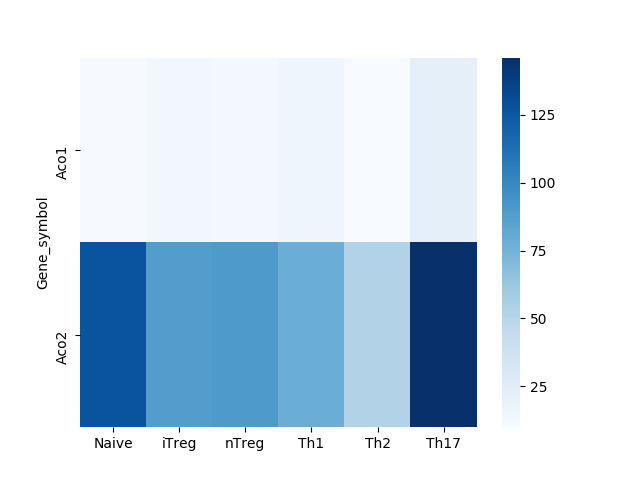 Gene_symbol
Aco1
Aco2
Naive iTreg nTreg Th1 Th2 Th17
125
100
75
50
25